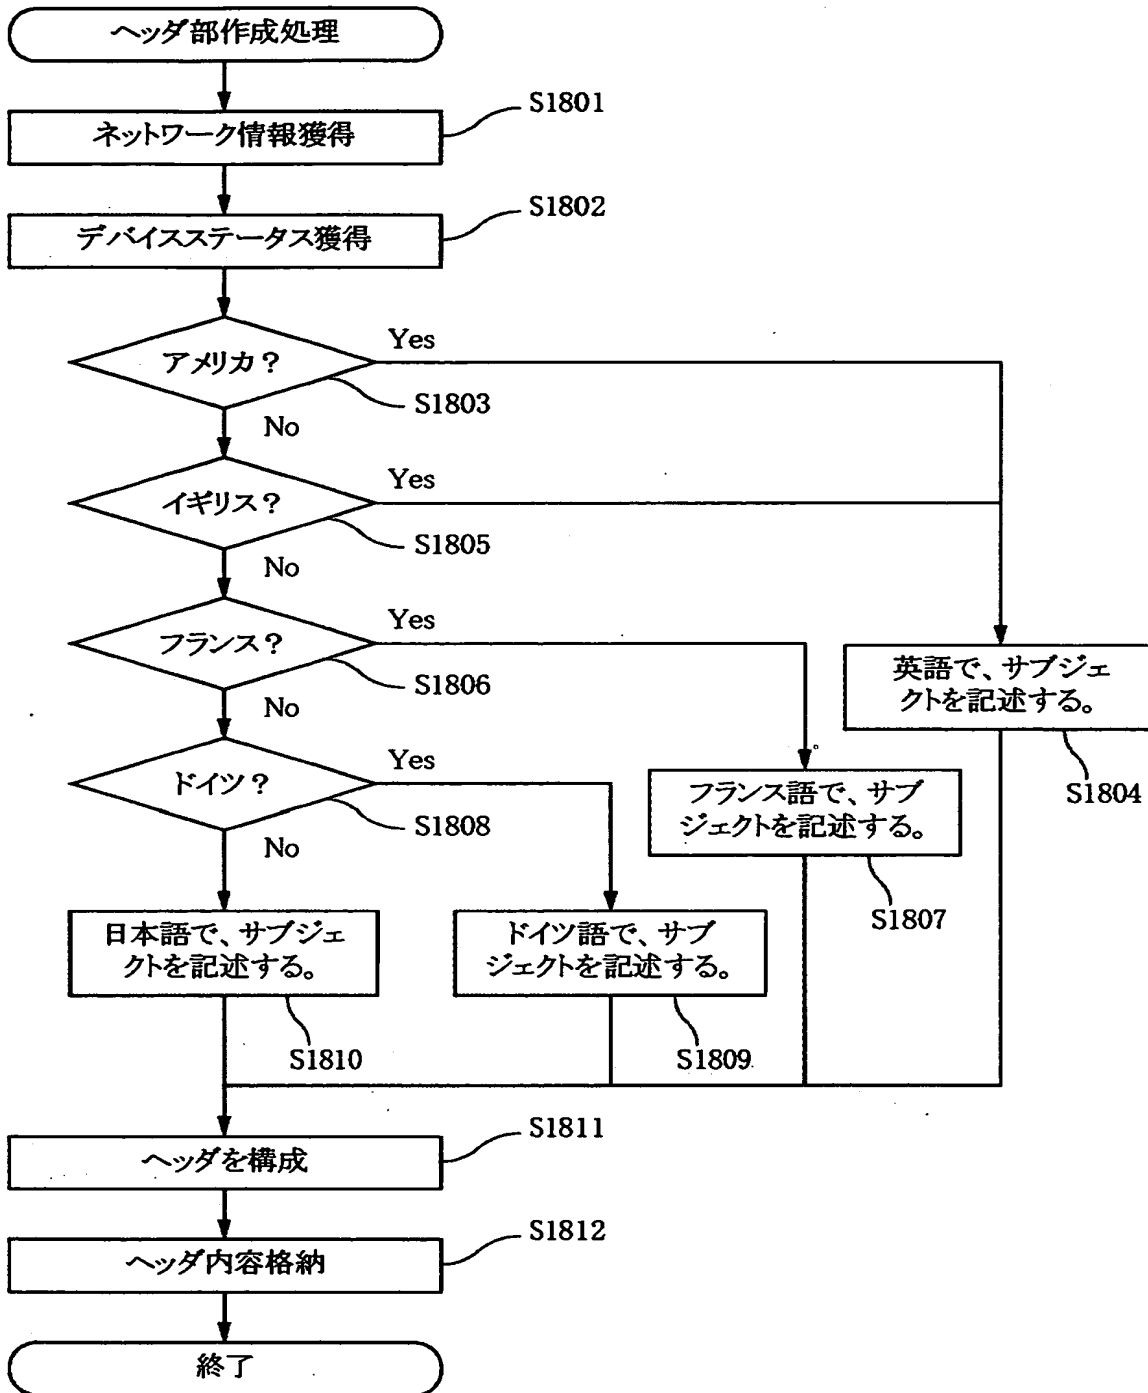 ヘッダ部作成処理
S1801
ネットワーク情報獲得
S1802
デバイスステータス獲得
Yes
アメリカ？
S1803
No
Yes
イギリス？
S1805
No
Yes
フランス？
S1806
No
英語で、サブジェ
クトを記述する。
S1804
Yes
ドイツ？
S1808
No
フランス語で、サブ
ジェクトを記述する。
S1807
日本語で、サブジェ
クトを記述する。
S1810
ドイツ語で、サブ
ジェクトを記述する。
S1809
S1811
ヘッダを構成
S1812
ヘッダ内容格納
終了